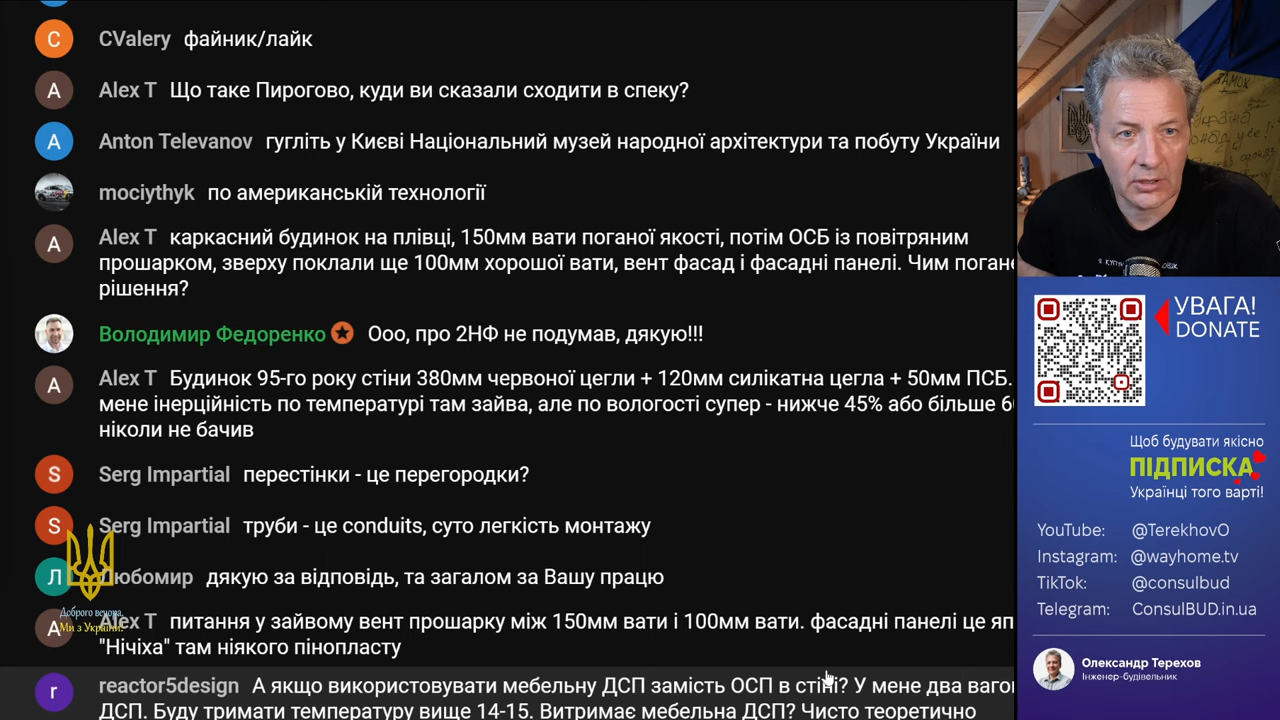 C CValery файник/лайк
A Alex T Що таке Пирогово, куди ви сказали сходити в спеку?
A Anton Televanov гугліть у Києві Національний музей народної архітектури та побуту України
mociythyk по американській технології
A Alex T каркасний будинок на плівці, 150мм вати поганої якості, потім ОСБ із повітряним
прошарком, зверху поклали ще 100мм хорошої вати, вент фасад і фасадні панелі. Чим погане
рішення?
Володимир Федоренко Ооо, про 2НФ не подумав, дякую!!!
A Alex T Будинок 95-го року стіни 380мм червоної цегли + 120мм силікатна цегла + 50мм ПСБ.
мене інерційність по температурі там зайва, але по вологості супер - нижче 45% або більше
ніколи не бачив
S Serg Impartial перестінки - це перегородки?
S Serg Impartial труби - це conduits, суто легкість монтажу
Л Любомир дякую за відповідь, та загалом за Вашу працю
Доброго вечора,
Ми з України!
A Alex T питання у зайвому вент прошарку між 150мм вати і 100мм вати. фасадні панелі це
"Нічіха" там ніякого пінопласту
r reactor5design А якщо використовувати мебельну ДСП замість ОСП в стіні? У мене два
ДСП. Буду тримати температуру вище 14-15. Витримає мебельна ДСП? Чисто теоретично
УВАГА!
DONATE
Щоб будувати якісно
ПІДПИСКА
Українці того варті!
YouTube: @TerekhovO
Instagram: @wayhome.tv
TikTok: @consulbud
Telegram: ConsulBUD.in.ua
Олександр Терехов
Інженер-будівельник